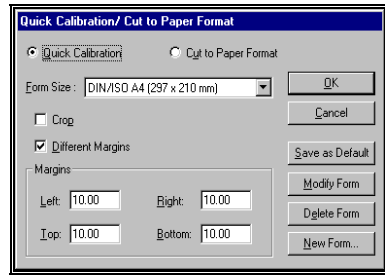 Quick Calibration/ Cut to Paper Format
Quick Calibration Cut to Paper Format
Form Size : DIN/ISO A4 (297 x 210 mm)
OK
Crop
Cancel
Different Margins
Save as Default
Margins
Modify Form
Left: 10.00 Right: 10.00
Delete Form
Top: 10.00 Bottom: 10.00
New Form...